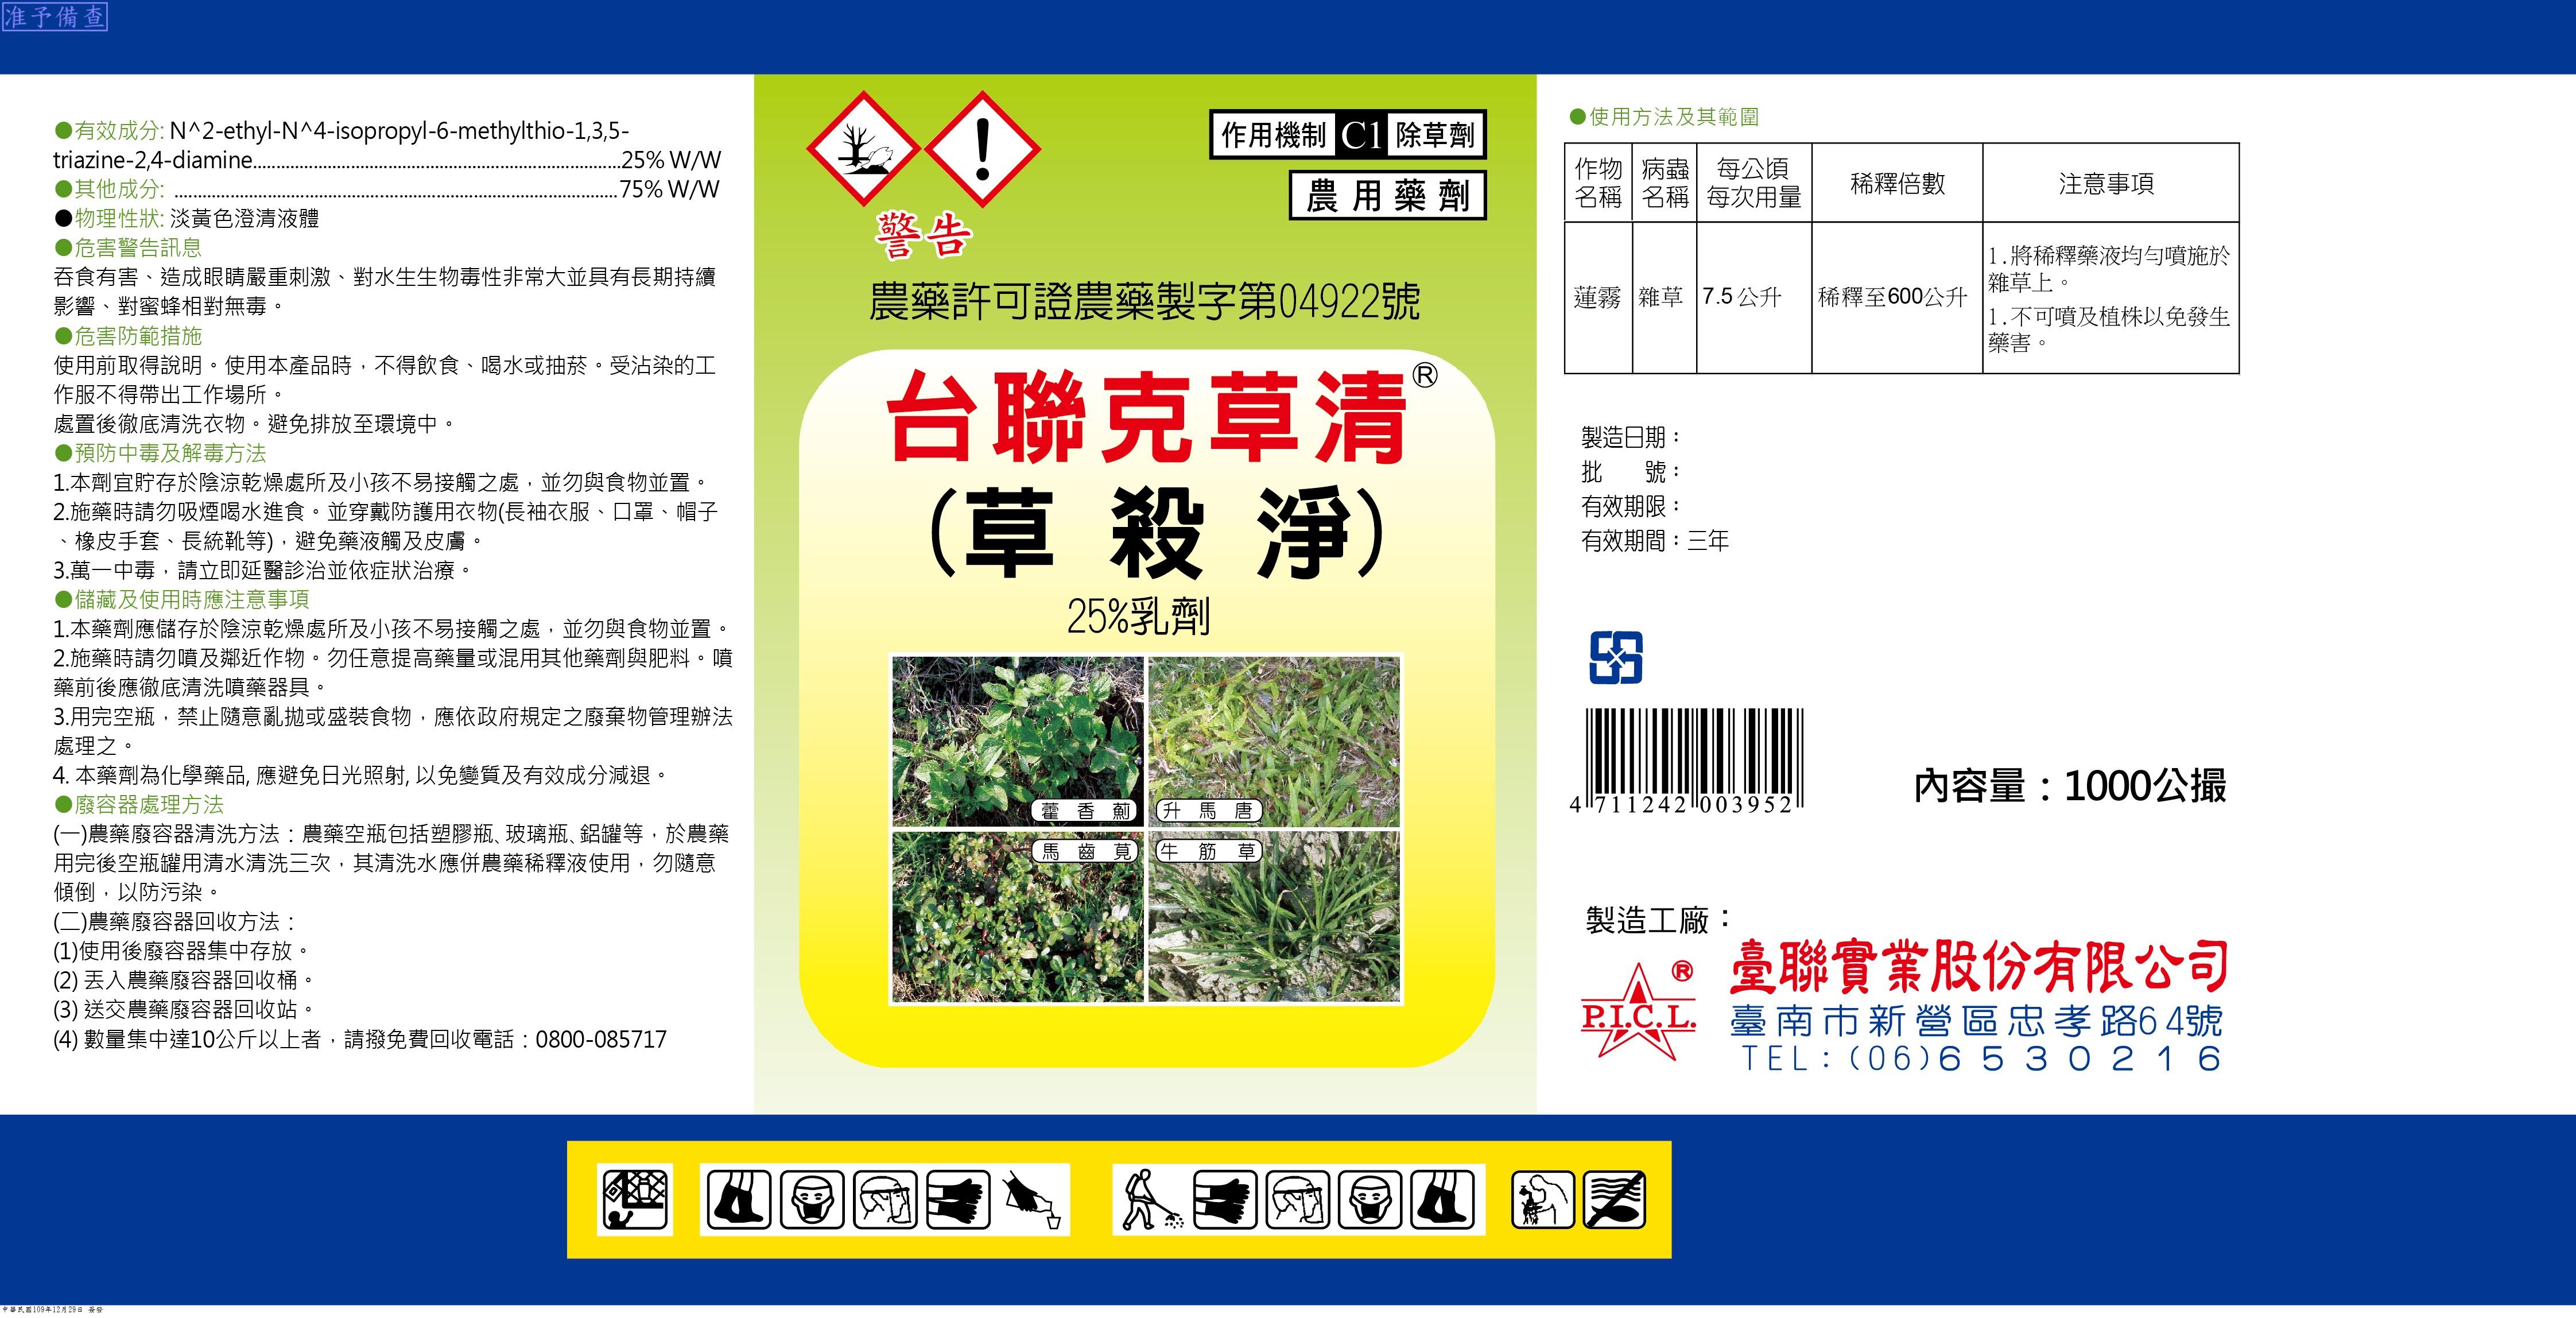 准予備查
●有效成分: N^2-ethyl-N^4-isopropyl-6-methylthio-1,3,5-
triazine-2,4-diamine................................................................................25% W/W
●其他成分: ................................................................................................75% W/W
●物理性狀: 淡黃色澄清液體
●危害警告訊息
吞食有害、造成眼睛嚴重刺激、對水生生物毒性非常大並具有長期持續
影響、對蜜蜂相對無毒。
●危害防範措施
使用前取得說明。使用本產品時，不得飲食、喝水或抽菸。受沾染的工
作服不得帶出工作場所。
處置後徹底清洗衣物。避免排放至環境中。
●預防中毒及解毒方法
1.本劑宜貯存於陰涼乾燥處所及小孩不易接觸之處，並勿與食物並置。
2.施藥時請勿吸煙喝水進食。並穿戴防護用衣物(長袖衣服、口罩、帽子
、橡皮手套、長統靴等)，避免藥液觸及皮膚。
3.萬一中毒，請立即延醫診治並依症狀治療。
●儲藏及使用時應注意事項
1.本藥劑應儲存於陰涼乾燥處所及小孩不易接觸之處，並勿與食物並置。
2.施藥時請勿噴及鄰近作物。勿任意提高藥量或混用其他藥劑與肥料。噴
藥前後應徹底清洗噴藥器具。
3.用完空瓶，禁止隨意亂拋或盛裝食物，應依政府規定之廢棄物管理辦法
處理之。
4. 本藥劑為化學藥品, 應避免日光照射, 以免變質及有效成分減退。
●廢容器處理方法
(一)農藥廢容器清洗方法：農藥空瓶包括塑膠瓶、玻璃瓶、鋁罐等，於農藥
用完後空瓶罐用清水清洗三次，其清洗水應併農藥稀釋液使用，勿隨意
傾倒，以防污染。
(二)農藥廢容器回收方法：
(1)使用後廢容器集中存放。
(2) 丟入農藥廢容器回收桶。
(3) 送交農藥廢容器回收站。
(4) 數量集中達10公斤以上者，請撥免費回收電話：0800-085717
警告
作用機制 C1 除草劑
農用藥劑
農藥許可證農藥製字第04922號
台聯克草清®
(草殺淨)
25%乳劑
藿香薊
升馬唐
馬齒莧
牛筋草
●使用方法及其範圍
作物名稱 病蟲名稱 每公頃每次用量 稀釋倍數 注意事項
蓮霧 雜草 7.5公升 稀釋至600公升
1.將稀釋藥液均勻噴施於
雜草上。
1.不可噴及植株以免發生
藥害。
製造日期：
批　　號：
有效期限：
有效期間：三年
4 711242 003952
內容量：1000公撮
製造工廠：
P.I.C.L. ®
臺聯實業股份有限公司
臺南市新營區忠孝路64號
TEL：(06)6530216
中華民國109年12月29日 簽發